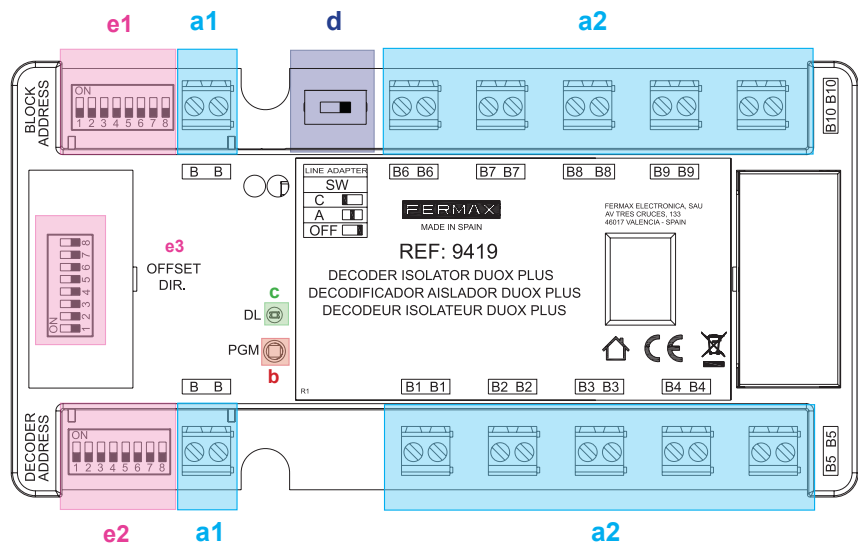 e1 a1 d a2
BLOCK
ADDRESS
ON
1 2 3 4 5 6 7 8
B10 B10
B B
LINE ADAPTER
SW
C
A
OFF
B6 B6 B7 B7 B8 B8 B9 B9
FERMAX
MADE IN SPAIN
FERMAX ELECTRONICA, SAU
AV TRES CRUCES, 133
46017 VALENCIA - SPAIN
REF: 9419
DECODER ISOLATOR DUOX PLUS
DECODIFICADOR AISLADOR DUOX PLUS
DECODEUR ISOLATEUR DUOX PLUS
e3
OFFSET
DIR.
ON
1 2 3 4 5 6 7 8
c
DL
PGM
b
R1
CE
B B
B1 B1 B2 B2 B3 B3 B4 B4
B5 B5
DECODER
ADDRESS
ON
1 2 3 4 5 6 7 8
e2 a1 a2